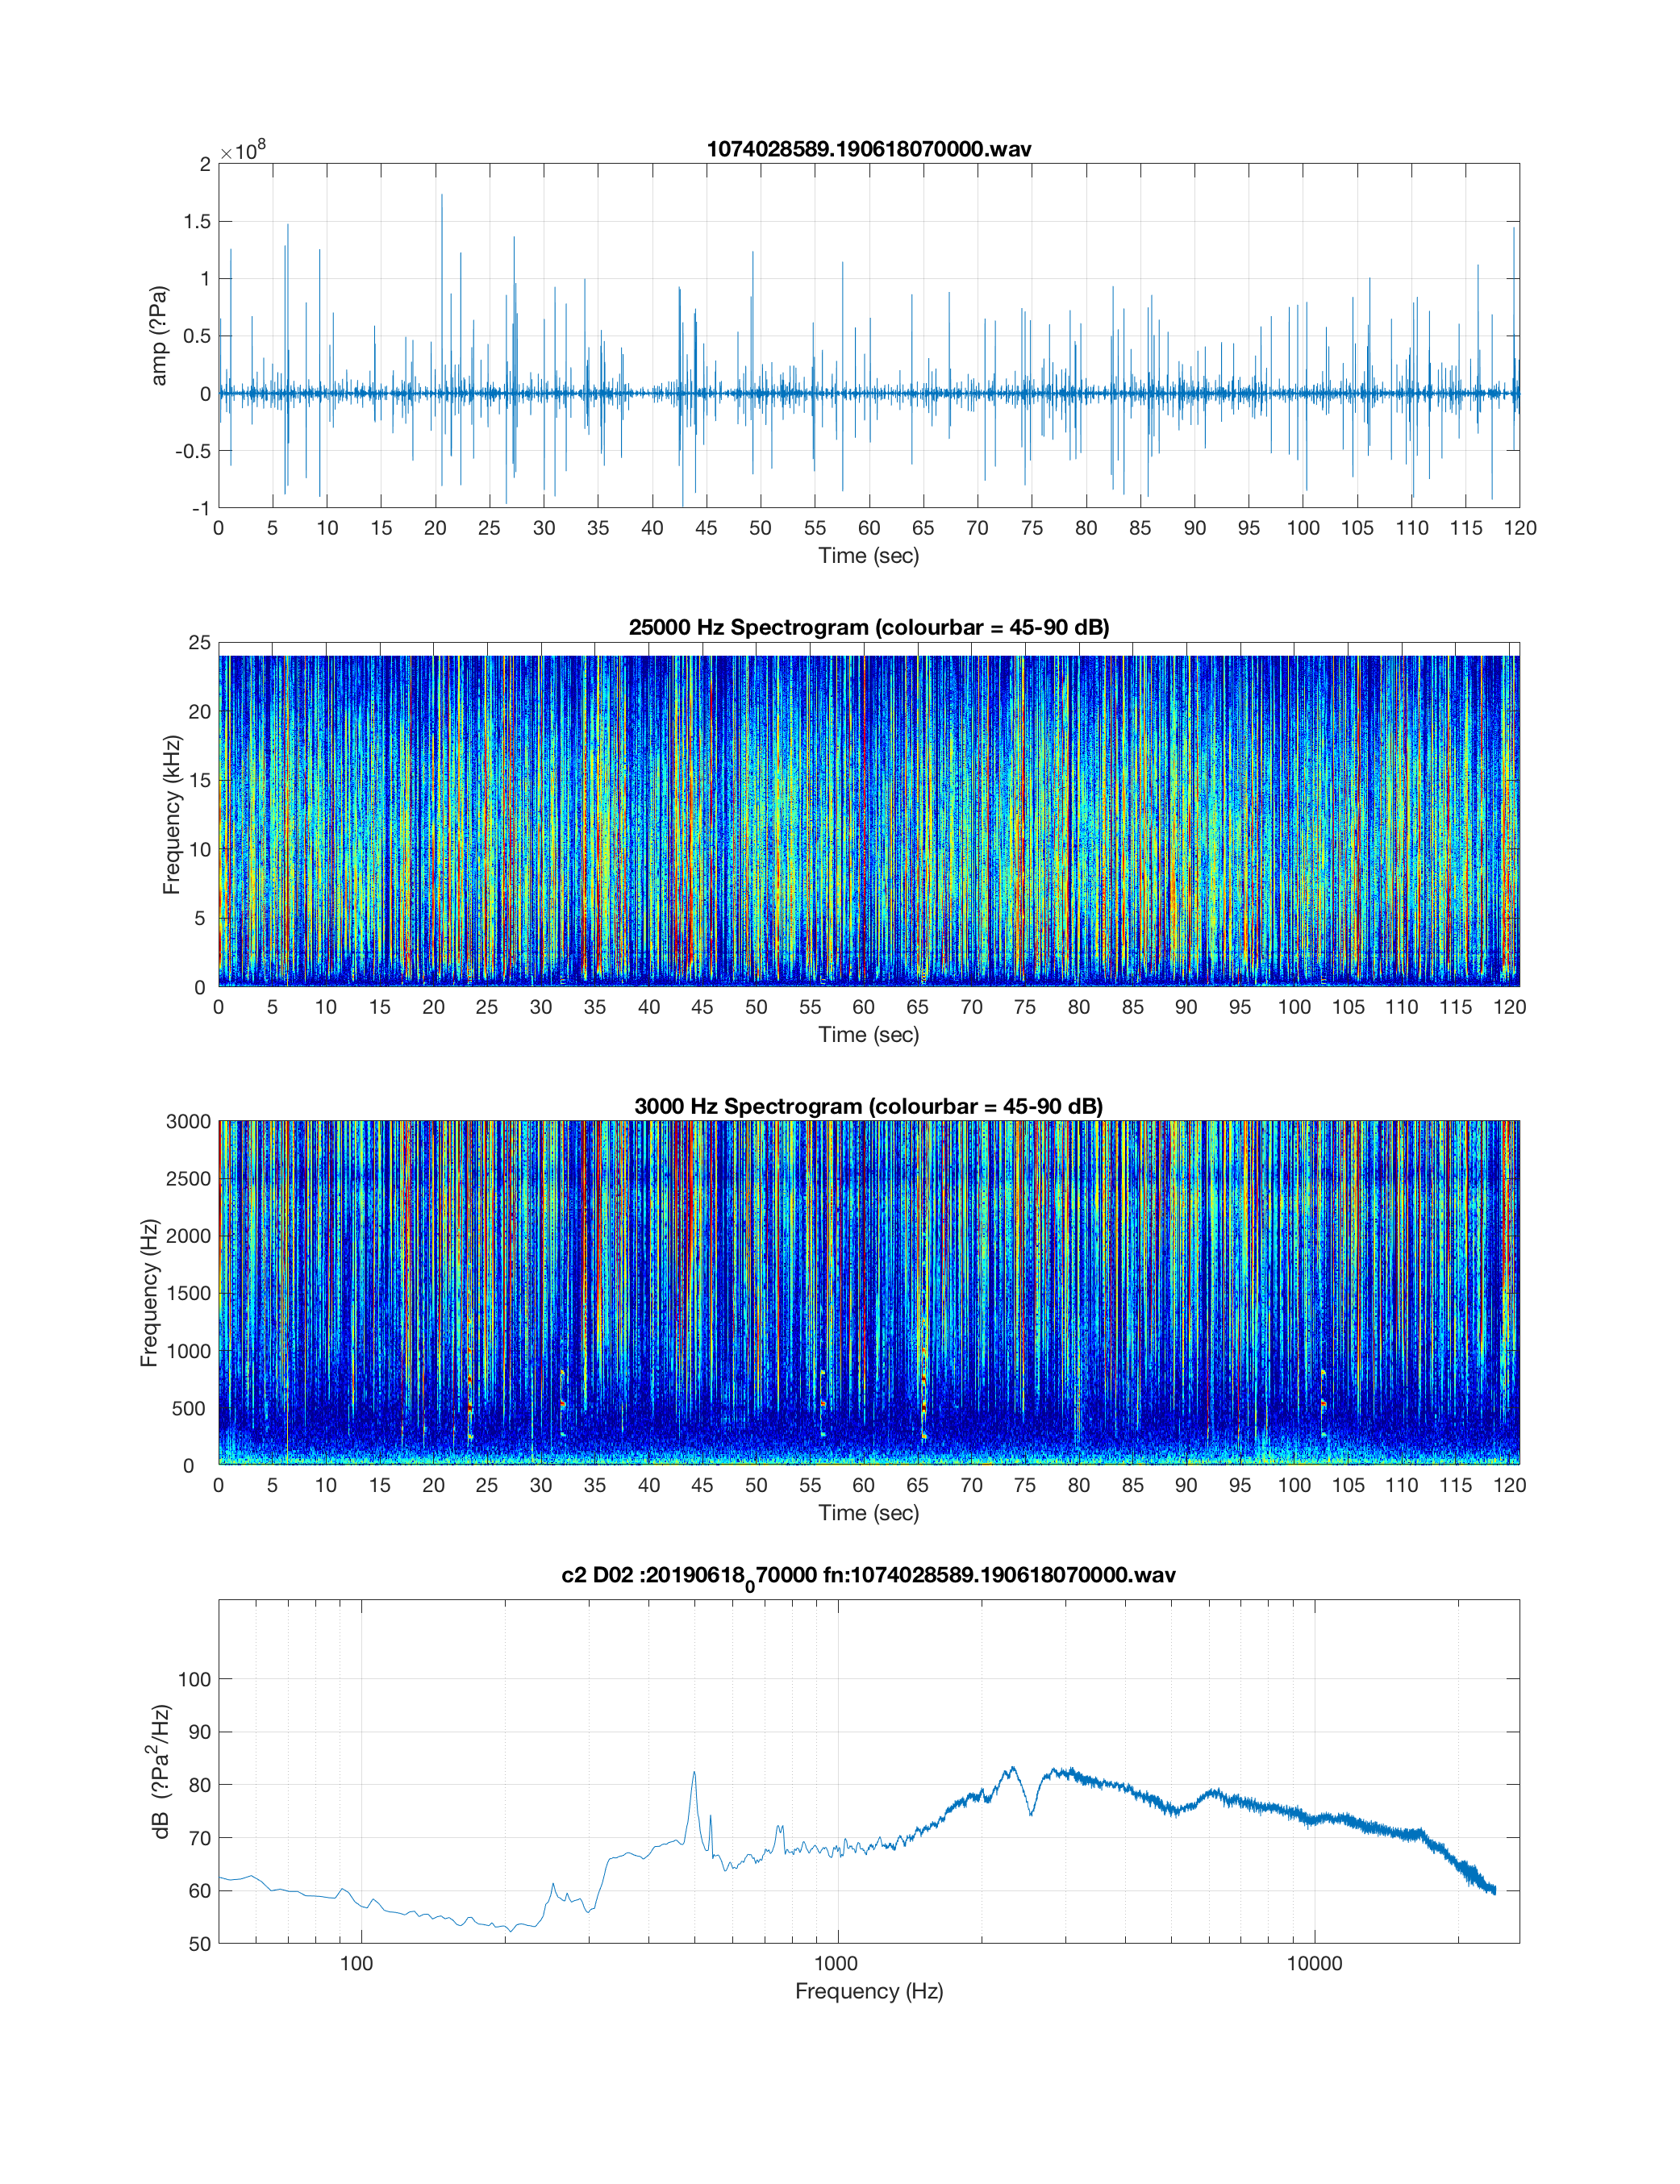 1074028589.190618070000.wav
×10⁸
2
1.5
1
0.5
0
-0.5
-1
amp (?Pa)
0 5 10 15 20 25 30 35 40 45 50 55 60 65 70 75 80 85 90 95 100 105 110 115 120
Time (sec)
25000 Hz Spectrogram (colourbar = 45-90 dB)
25
20
15
10
5
0
Frequency (kHz)
0 5 10 15 20 25 30 35 40 45 50 55 60 65 70 75 80 85 90 95 100 105 110 115 120
Time (sec)
3000 Hz Spectrogram (colourbar = 45-90 dB)
3000
2500
2000
1500
1000
500
0
Frequency (Hz)
0 5 10 15 20 25 30 35 40 45 50 55 60 65 70 75 80 85 90 95 100 105 110 115 120
Time (sec)
c2 D02 :20190618₀70000 fn:1074028589.190618070000.wav
100
90
80
70
60
50
dB (?Pa²/Hz)
100 1000 10000
Frequency (Hz)